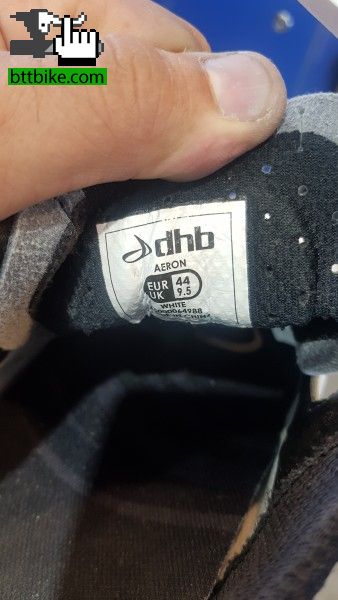 bttbike.com
dhb
AERON
EUR 44
UK 9.5
WHITE